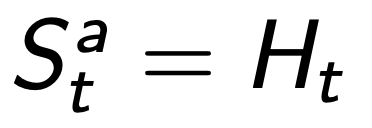 $S_t^a = H_t$